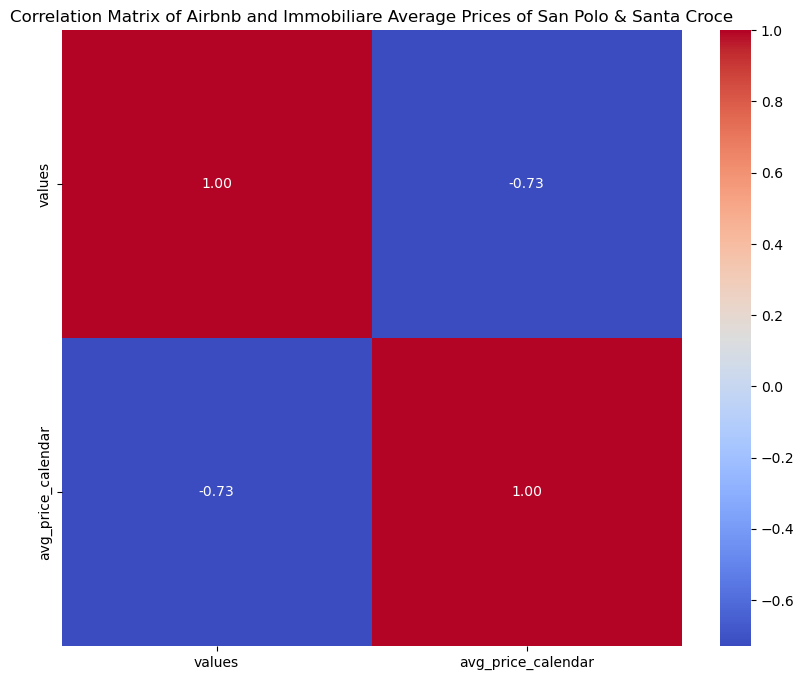 Correlation Matrix of Airbnb and Immobiliare Average Prices of San Polo & Santa Croce
values
avg_price_calendar
1.00
-0.73
-0.73
1.00
values
avg_price_calendar
1.0
0.8
0.6
0.4
0.2
0.0
−0.2
−0.4
−0.6